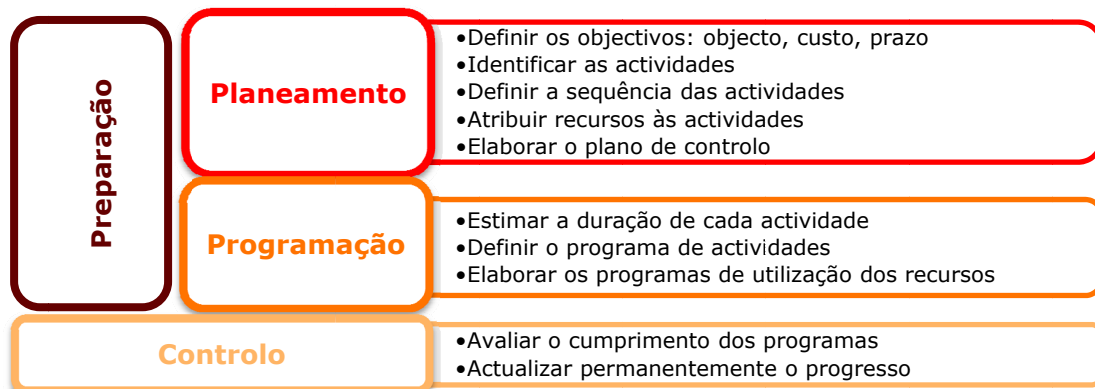 Preparação
Planeamento
•Definir os objectivos: objecto, custo, prazo
•Identificar as actividades
•Definir a sequência das actividades
•Atribuir recursos às actividades
•Elaborar o plano de controlo
Programação
•Estimar a duração de cada actividade
•Definir o programa de actividades
•Elaborar os programas de utilização dos recursos
Controlo
•Avaliar o cumprimento dos programas
•Actualizar permanentemente o progresso